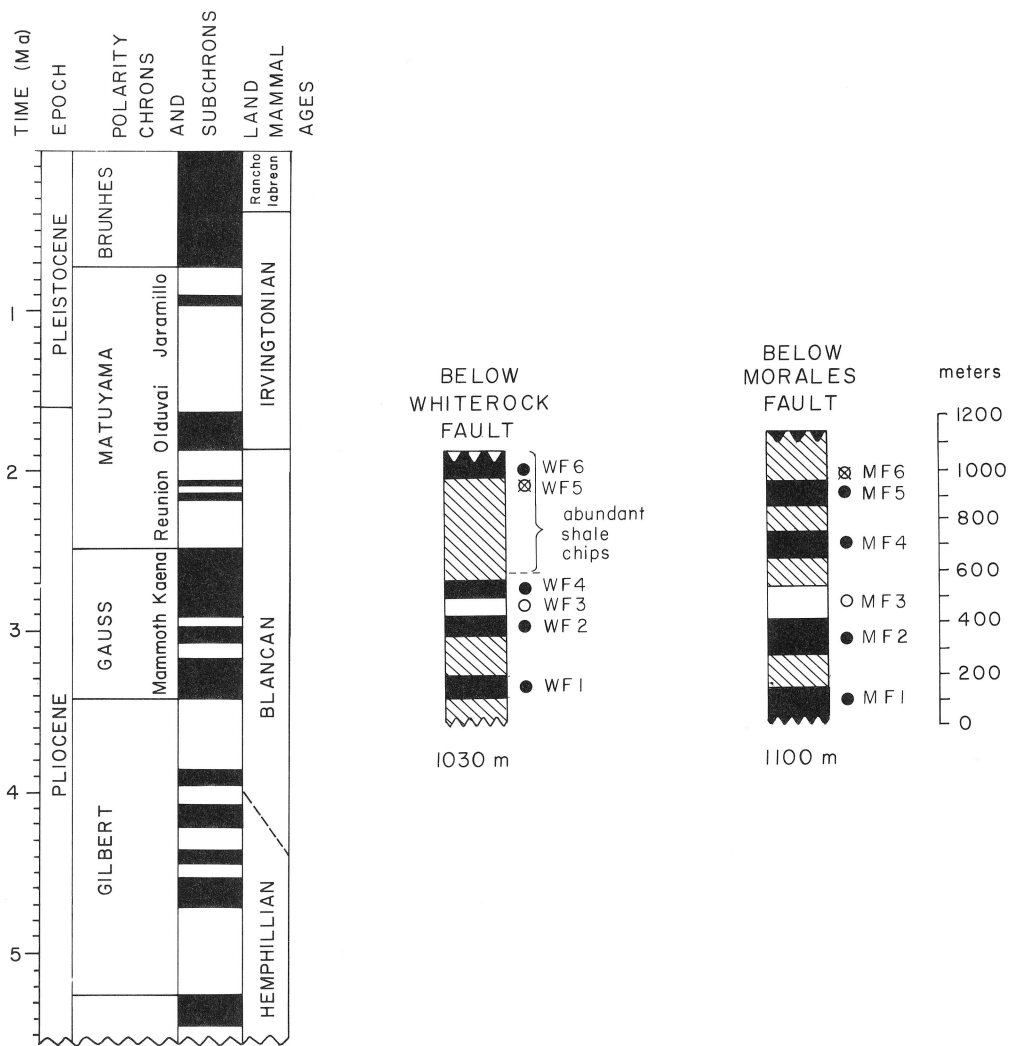 TIME (Ma)
EPOCH
POLARITY
CHRONS
AND
SUBCHRONS
LAND
MAMMAL
AGES
1
2
3
4
5
PLEISTOCENE
PLIOCENE
BRUNHES
MATUYAMA
GAUSS
GILBERT
Jaramillo
Olduvai
Reunion
Kaena
Mammoth
Rancho
labrean
IRVINGTONIAN
BLANCAN
HEMPHILLIAN
BELOW
WHITEROCK
FAULT
WF6
WF5
abundant
shale
chips
WF4
WF3
WF2
WF1
1030 m
BELOW
MORALES
FAULT
MF6
MF5
MF4
MF3
MF2
MF1
1100 m
meters
1200
1000
800
600
400
200
0